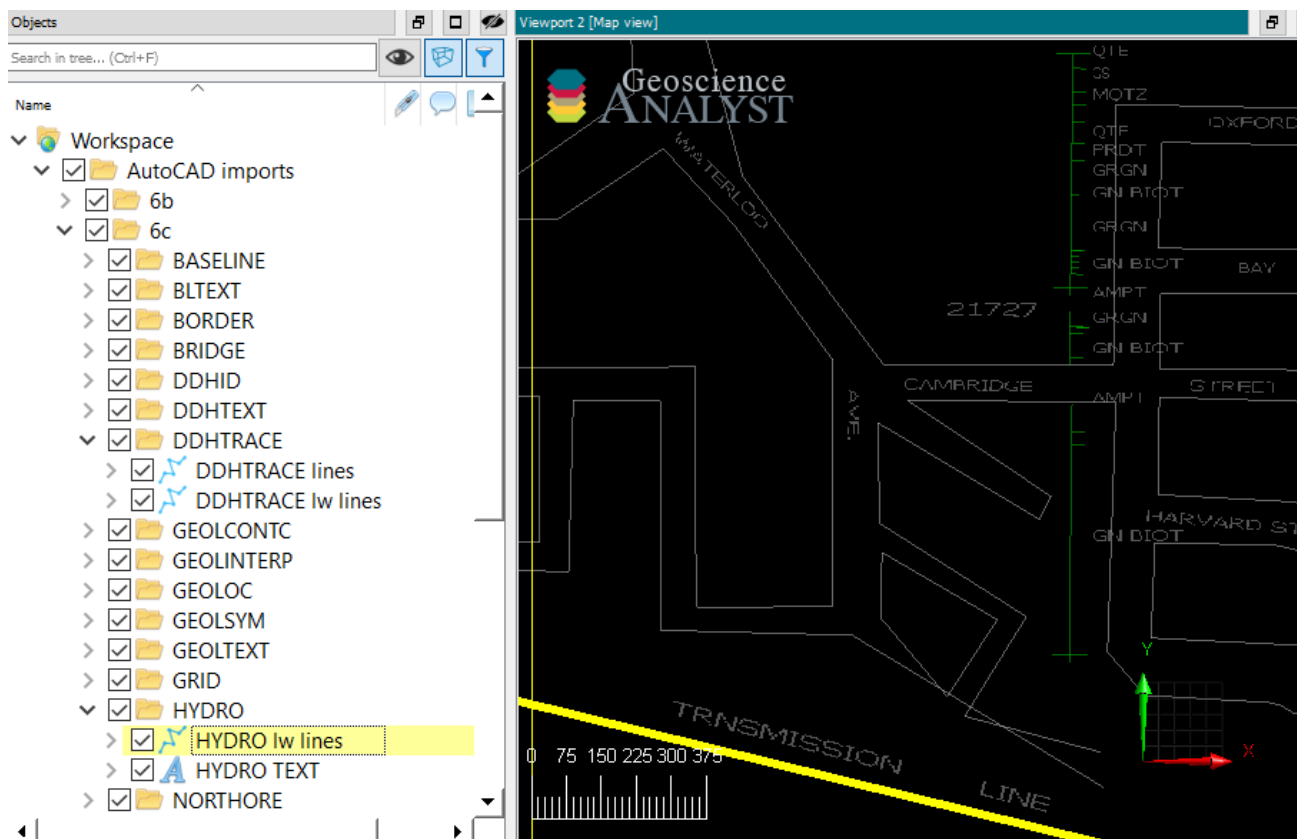 Objects
Search in tree... (Ctrl+F)
Name
Workspace
AutoCAD imports
6b
6c
BASELINE
BLTEXT
BORDER
BRIDGE
DDHID
DDHTEXT
DDHTRACE
DDHTRACE lines
DDHTRACE lw lines
GEOLCONTC
GEOLINTERP
GEOLOC
GEOLSYM
GEOLTEXT
GRID
HYDRO
HYDRO lw lines
HYDRO TEXT
NORTHORE
Viewport 2 [Map view]
Geoscience
ANALYST
WATERLOO
AVE.
21727
CAMBRIDGE
STREET
OXFORD
BAY
HARVARD ST
QTE
GS
MOTZ
QTE
PRDT
GRGN
GN BIOT
GRGN
GN BIOT
AMPT
GRGN
GN BIOT
AMPT
GN BIOT
TRNSMISSION
LINE
0 75 150 225 300 375
Y
X